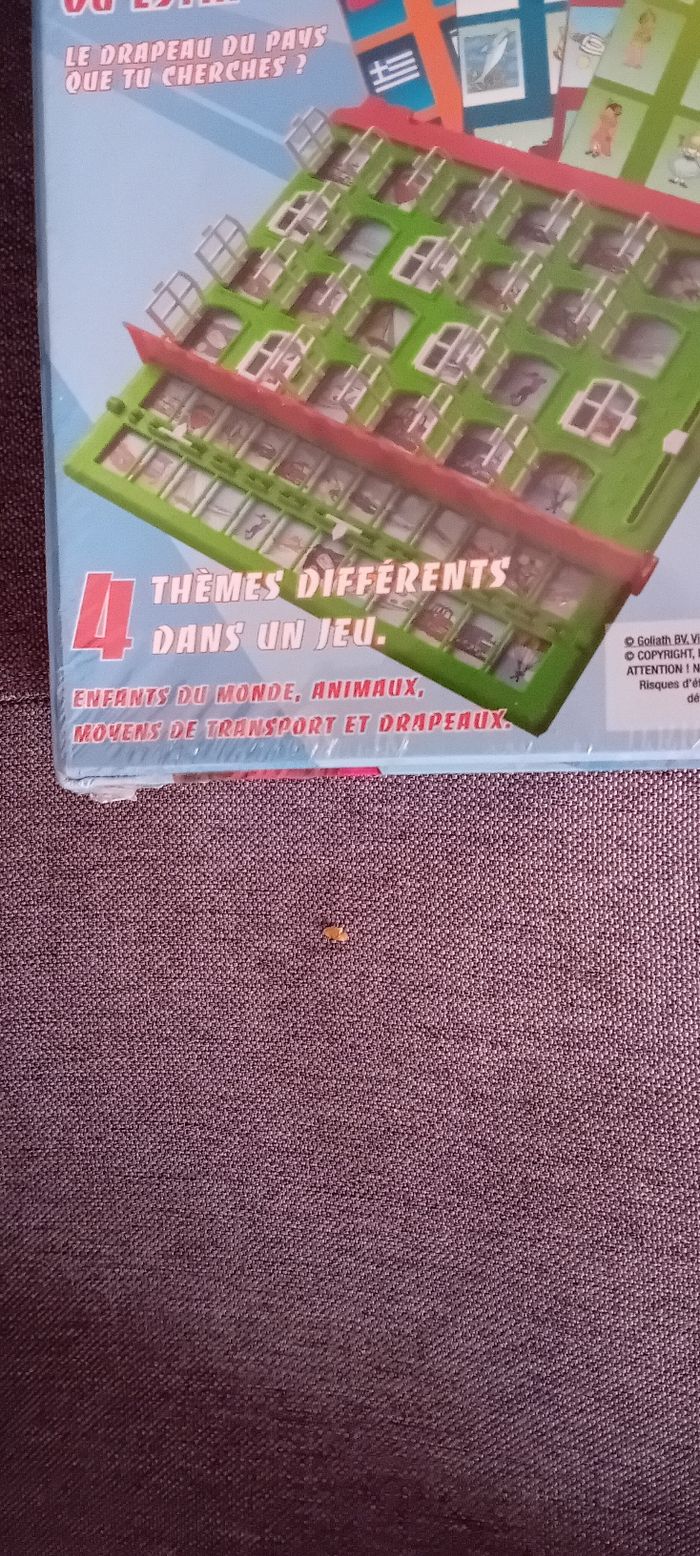 LE DRAPEAU DU PAYS
QUE TU CHERCHES ?
4 THÈMES DIFFÉRENTS
DANS UN JEU.
ENFANTS DU MONDE, ANIMAUX,
MOYENS DE TRANSPORT ET DRAPEAUX.
© Goliath BV,
© COPYRIGHT,
ATTENTION !
Risques